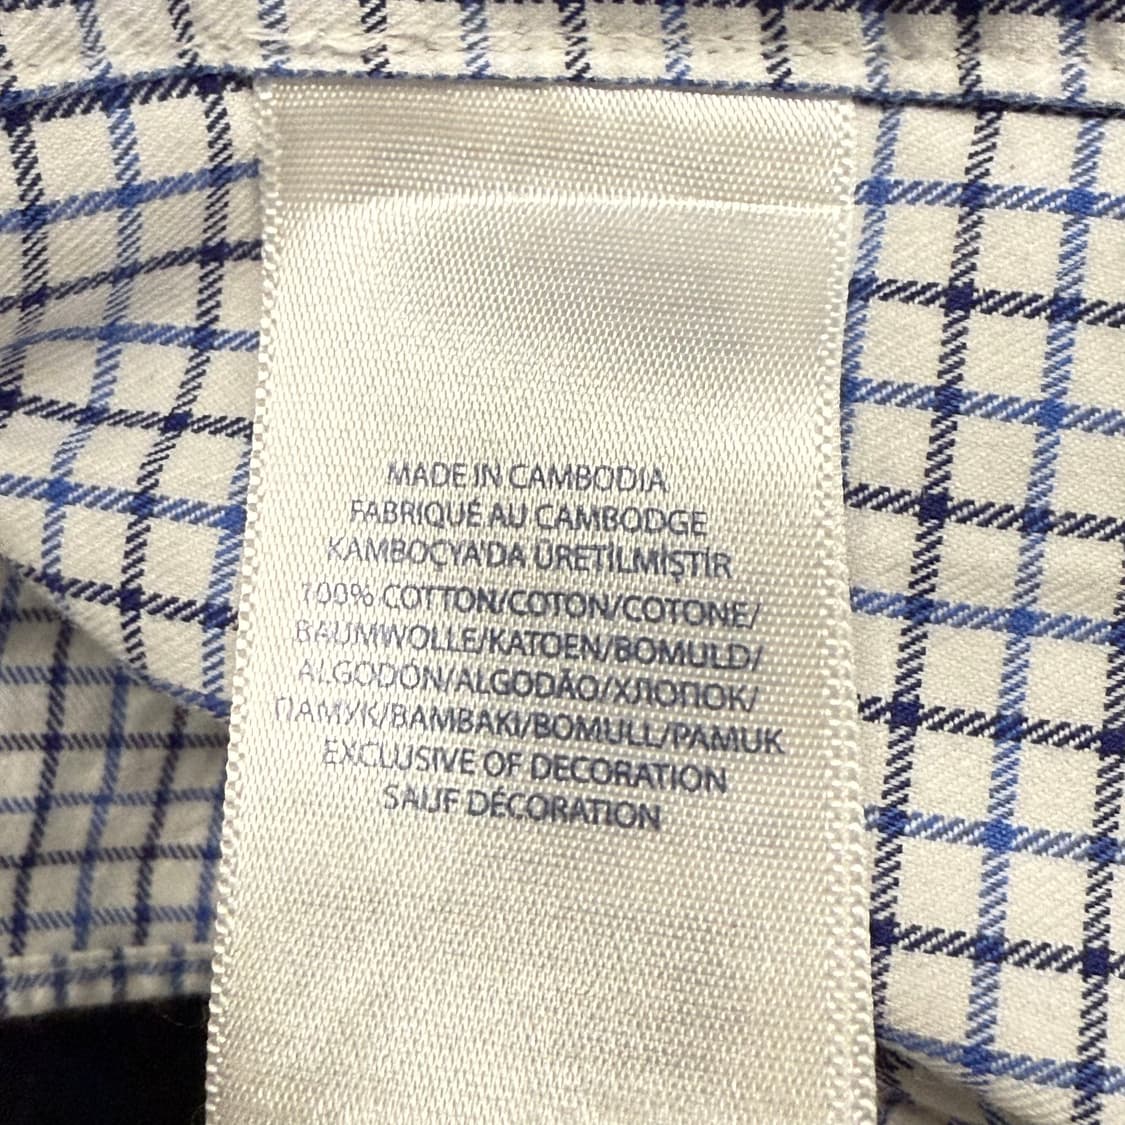 MADE IN CAMBODIA
FABRIQUÉ AU CAMBODGE
KAMBOÇYA'DA ÜRETİLMİŞTİR
100% COTTON/COTON/COTONE/
BAUMWOLLE/KATOEN/BOMULD/
ALGODÓN/ALGODÃO/ХЛОПОК/
ПАМУК/BAMBAKI/BOMULL/PAMUK
EXCLUSIVE OF DECORATION
SAUF DÉCORATION